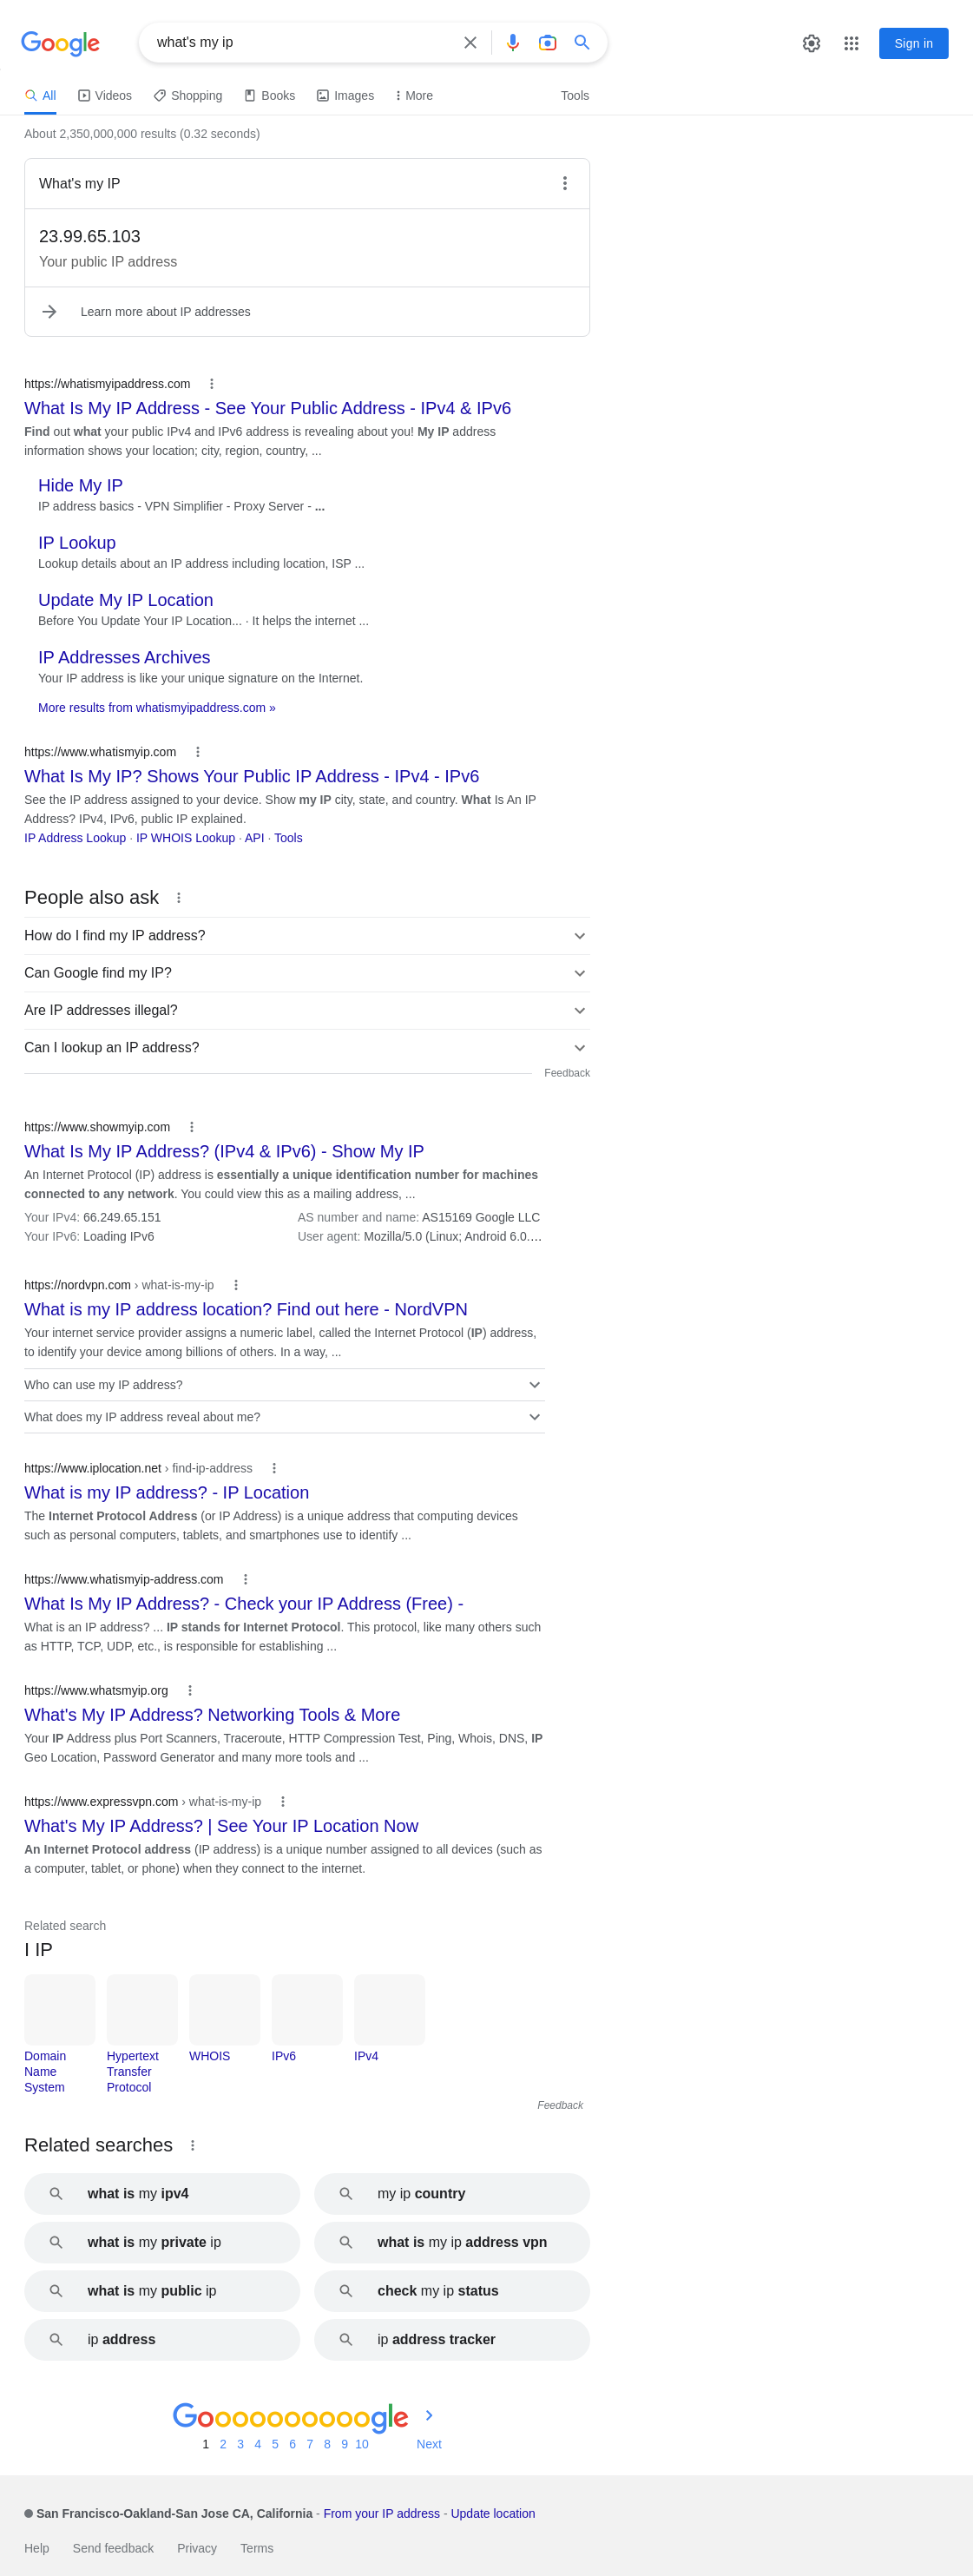 Google
what's my ip
Sign in
All Videos Shopping Books Images More Tools
About 2,350,000,000 results (0.32 seconds)
What's my IP
23.99.65.103
Your public IP address
Learn more about IP addresses
https://whatismyipaddress.com
What Is My IP Address - See Your Public Address - IPv4 & IPv6
Find out what your public IPv4 and IPv6 address is revealing about you! My IP address
information shows your location; city, region, country, ...
Hide My IP
IP address basics - VPN Simplifier - Proxy Server - ...
IP Lookup
Lookup details about an IP address including location, ISP ...
Update My IP Location
Before You Update Your IP Location... · It helps the internet ...
IP Addresses Archives
Your IP address is like your unique signature on the Internet.
More results from whatismyipaddress.com »
https://www.whatismyip.com
What Is My IP? Shows Your Public IP Address - IPv4 - IPv6
See the IP address assigned to your device. Show my IP city, state, and country. What Is An IP
Address? IPv4, IPv6, public IP explained.
IP Address Lookup · IP WHOIS Lookup · API · Tools
People also ask
How do I find my IP address?
Can Google find my IP?
Are IP addresses illegal?
Can I lookup an IP address?
Feedback
https://www.showmyip.com
What Is My IP Address? (IPv4 & IPv6) - Show My IP
An Internet Protocol (IP) address is essentially a unique identification number for machines
connected to any network. You could view this as a mailing address, ...
Your IPv4: 66.249.65.151 AS number and name: AS15169 Google LLC
Your IPv6: Loading IPv6 User agent: Mozilla/5.0 (Linux; Android 6.0.…
https://nordvpn.com › what-is-my-ip
What is my IP address location? Find out here - NordVPN
Your internet service provider assigns a numeric label, called the Internet Protocol (IP) address,
to identify your device among billions of others. In a way, ...
Who can use my IP address?
What does my IP address reveal about me?
https://www.iplocation.net › find-ip-address
What is my IP address? - IP Location
The Internet Protocol Address (or IP Address) is a unique address that computing devices
such as personal computers, tablets, and smartphones use to identify ...
https://www.whatismyip-address.com
What Is My IP Address? - Check your IP Address (Free) -
What is an IP address? ... IP stands for Internet Protocol. This protocol, like many others such
as HTTP, TCP, UDP, etc., is responsible for establishing ...
https://www.whatsmyip.org
What's My IP Address? Networking Tools & More
Your IP Address plus Port Scanners, Traceroute, HTTP Compression Test, Ping, Whois, DNS, IP
Geo Location, Password Generator and many more tools and ...
https://www.expressvpn.com › what-is-my-ip
What's My IP Address? | See Your IP Location Now
An Internet Protocol address (IP address) is a unique number assigned to all devices (such as
a computer, tablet, or phone) when they connect to the internet.
Related search
I IP
Domain Name System
Hypertext Transfer Protocol
WHOIS
IPv6
IPv4
Feedback
Related searches
what is my ipv4
my ip country
what is my private ip
what is my ip address vpn
what is my public ip
check my ip status
ip address
ip address tracker
Goooooooooogle
1 2 3 4 5 6 7 8 9 10 Next
San Francisco-Oakland-San Jose CA, California - From your IP address - Update location
Help Send feedback Privacy Terms